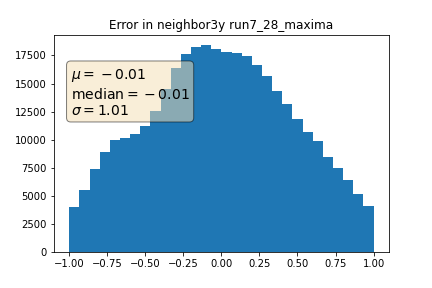 Error in neighbor3y run7_28_maxima
17500
15000
12500
10000
7500
5000
2500
0
μ = −0.01
median = −0.01
σ = 1.01
−1.00 −0.75 −0.50 −0.25 0.00 0.25 0.50 0.75 1.00